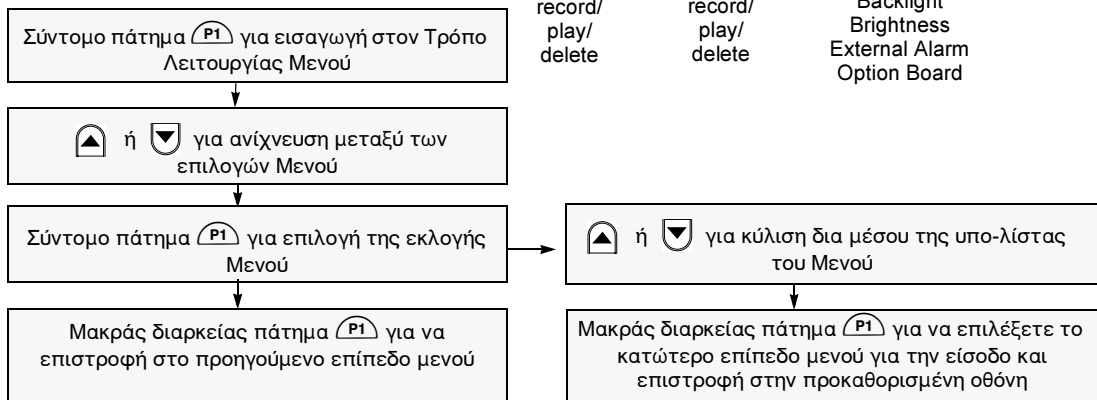 record/
play/
delete
record/
play/
delete
Backlight
Brightness
External Alarm
Option Board
Σύντομο πάτημα P1 για εισαγωγή στον Τρόπο
Λειτουργίας Μενού
ή για ανίχνευση μεταξύ των
επιλογών Μενού
Σύντομο πάτημα P1 για επιλογή της εκλογής
Μενού
Μακράς διαρκείας πάτημα P1 για να
επιστροφή στο προηγούμενο επίπεδο μενού
ή για κύλιση δια μέσου της υπο-λίστας
του Μενού
Μακράς διαρκείας πάτημα P1 για να επιλέξετε το
κατώτερο επίπεδο μενού για την είσοδο και
επιστροφή στην προκαθορισμένη οθόνη